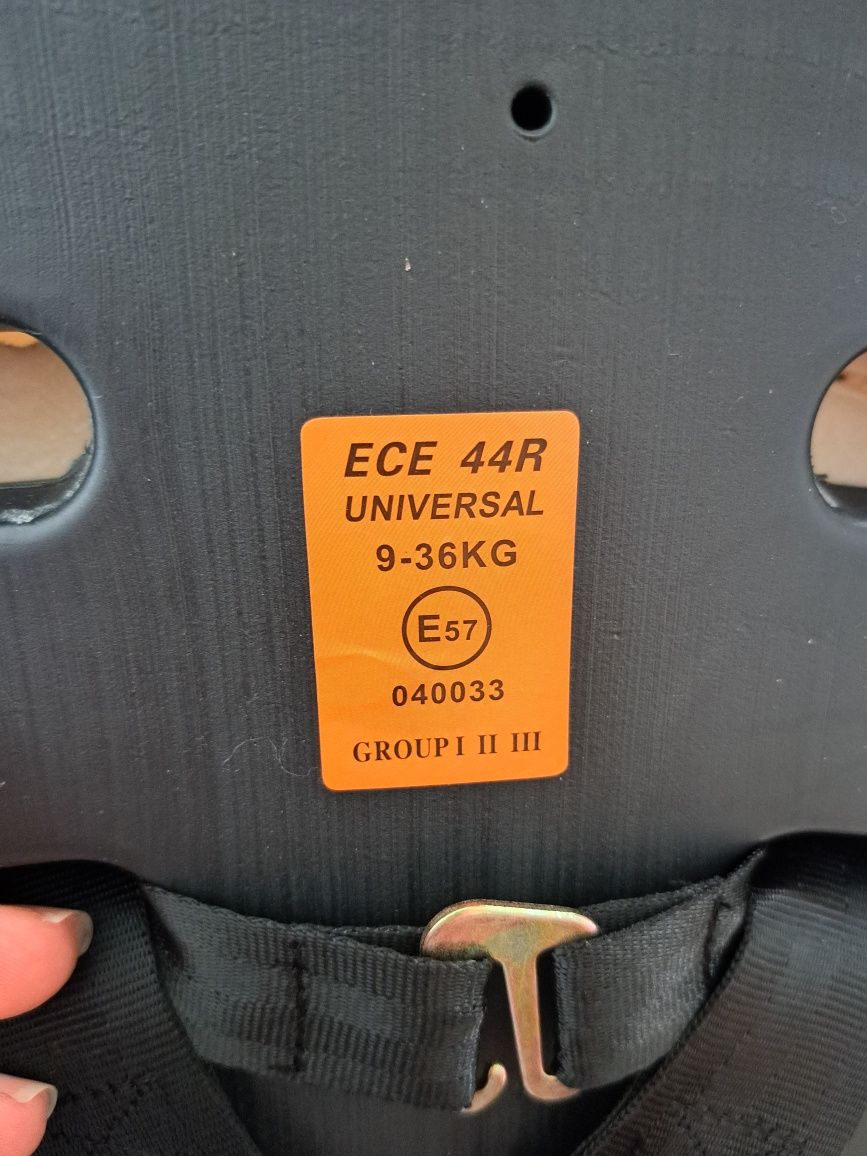 ECE 44R
UNIVERSAL
9-36KG
E57
040033
GROUP I II III